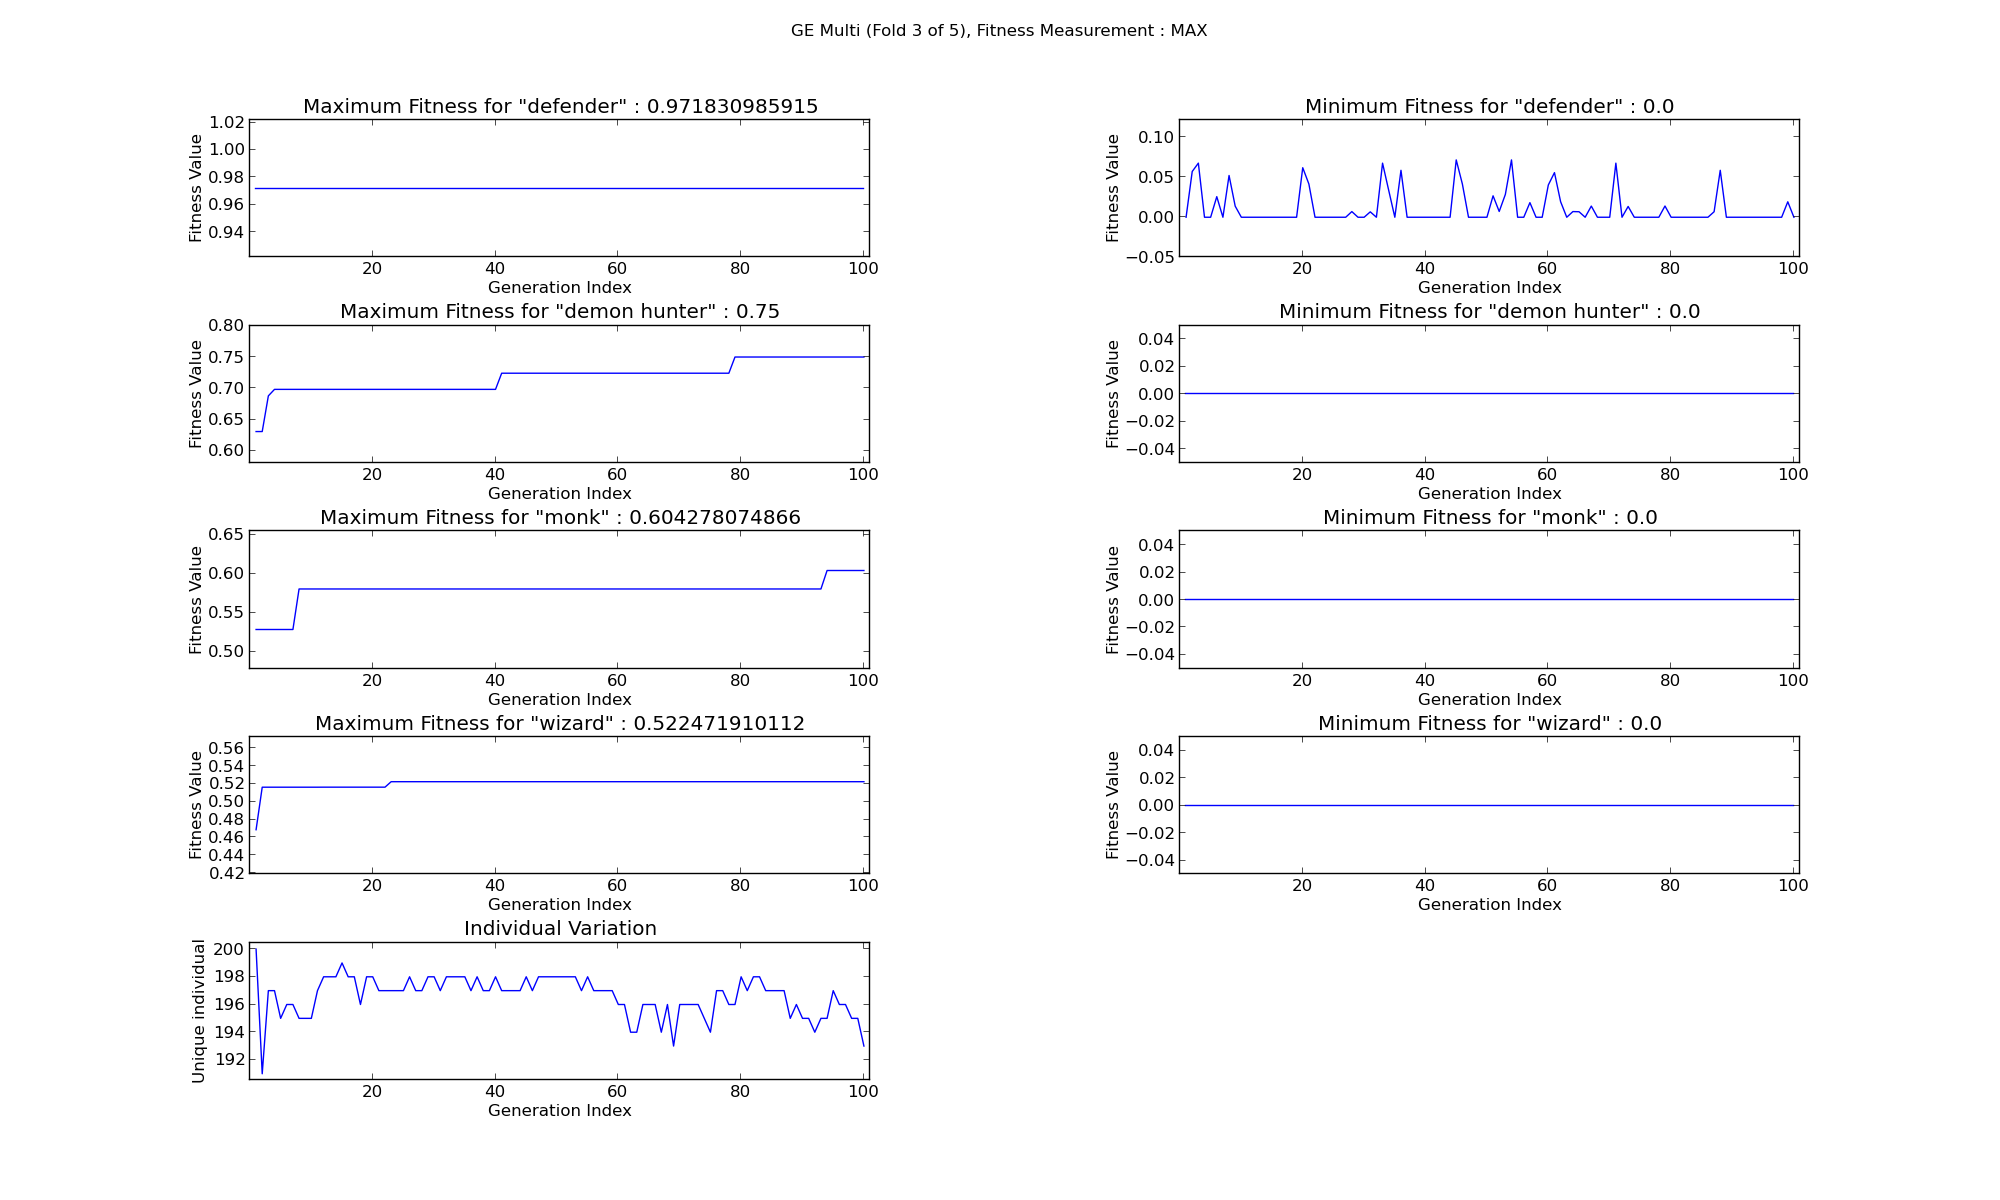 GE Multi (Fold 3 of 5), Fitness Measurement : MAX
Maximum Fitness for "defender" : 0.971830985915
Fitness Value
1.02
1.00
0.98
0.96
0.94
20 40 60 80 100
Generation Index
Minimum Fitness for "defender" : 0.0
Fitness Value
0.10
0.05
0.00
−0.05
20 40 60 80 100
Generation Index
Maximum Fitness for "demon hunter" : 0.75
Fitness Value
0.80
0.75
0.70
0.65
0.60
20 40 60 80 100
Generation Index
Minimum Fitness for "demon hunter" : 0.0
Fitness Value
0.04
0.02
0.00
−0.02
−0.04
20 40 60 80 100
Generation Index
Maximum Fitness for "monk" : 0.604278074866
Fitness Value
0.65
0.60
0.55
0.50
20 40 60 80 100
Generation Index
Minimum Fitness for "monk" : 0.0
Fitness Value
0.04
0.02
0.00
−0.02
−0.04
20 40 60 80 100
Generation Index
Maximum Fitness for "wizard" : 0.522471910112
Fitness Value
0.56
0.54
0.52
0.50
0.48
0.46
0.44
0.42
20 40 60 80 100
Generation Index
Minimum Fitness for "wizard" : 0.0
Fitness Value
0.04
0.02
0.00
−0.02
−0.04
20 40 60 80 100
Generation Index
Individual Variation
Unique individual
200
198
196
194
192
20 40 60 80 100
Generation Index